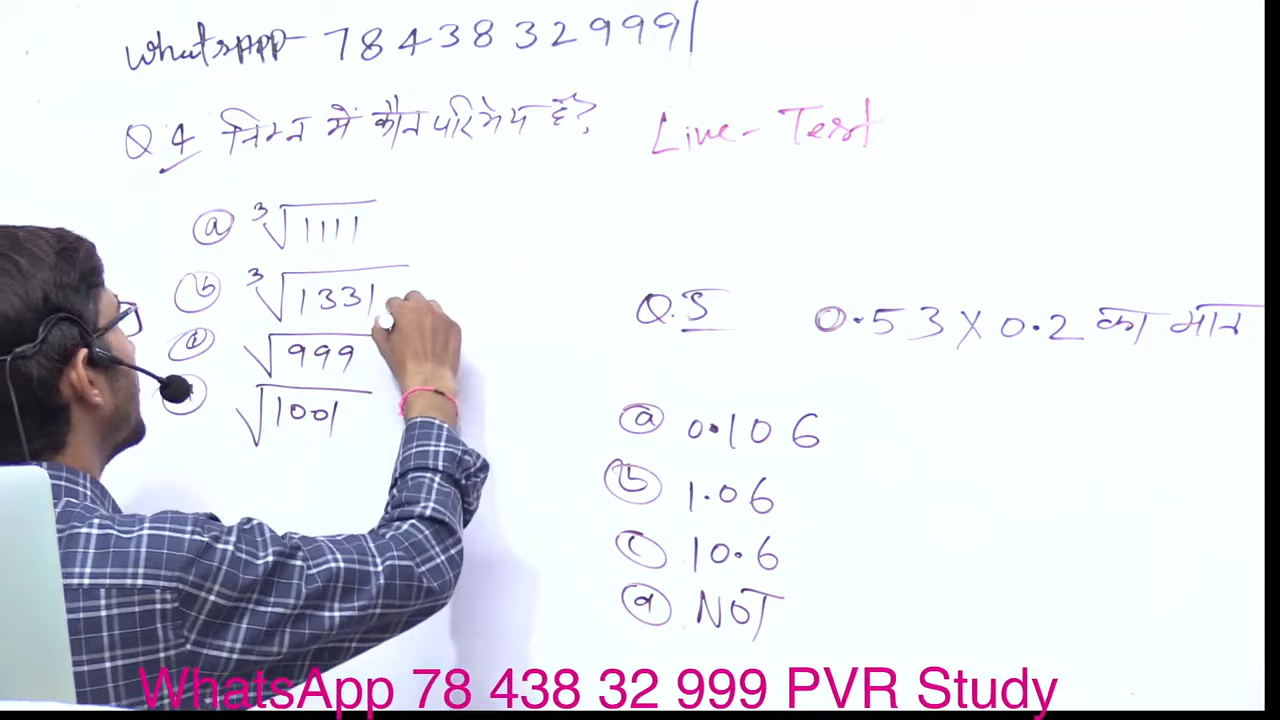 Whatsapp- 7843832999
Q 4 निम्न में कौन परिमेय है? Live - Test
ⓐ ∛1111
ⓑ ∛1331
ⓓ √999
√1001
Q.5 0.53 X 0.2 का मान
ⓐ 0.106
ⓑ 1.06
ⓒ 10.6
ⓓ NOT
WhatsApp 78 438 32 999 PVR Study